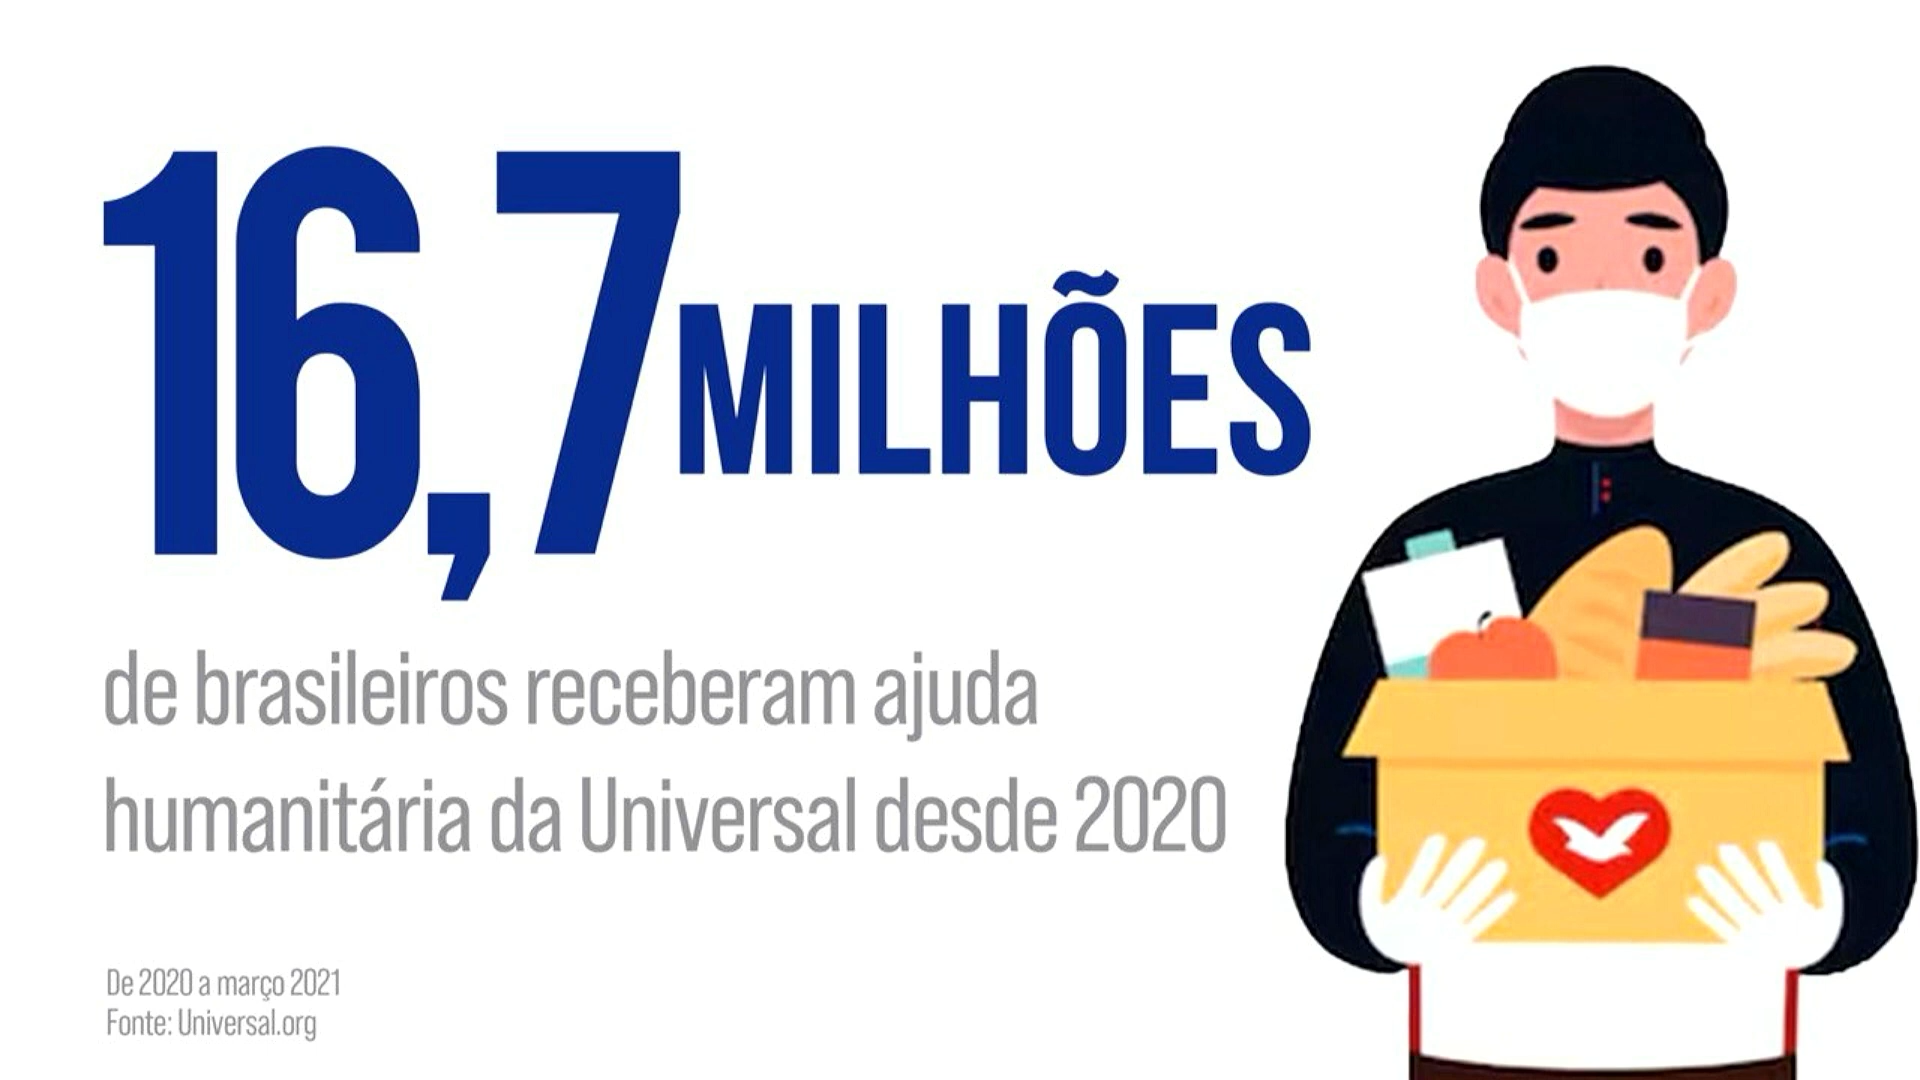 16,7 MILHÕES
de brasileiros receberam ajuda
humanitária da Universal desde 2020
De 2020 a março 2021
Fonte: Universal.org